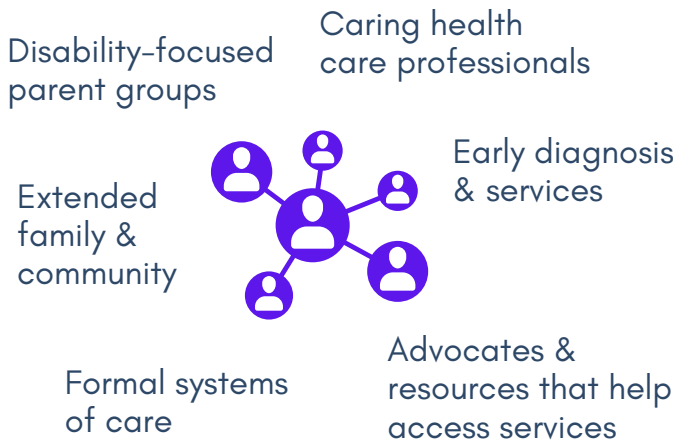 Disability-focused
parent groups
Caring health
care professionals
Early diagnosis
& services
Extended
family &
community
Advocates &
resources that help
access services
Formal systems
of care